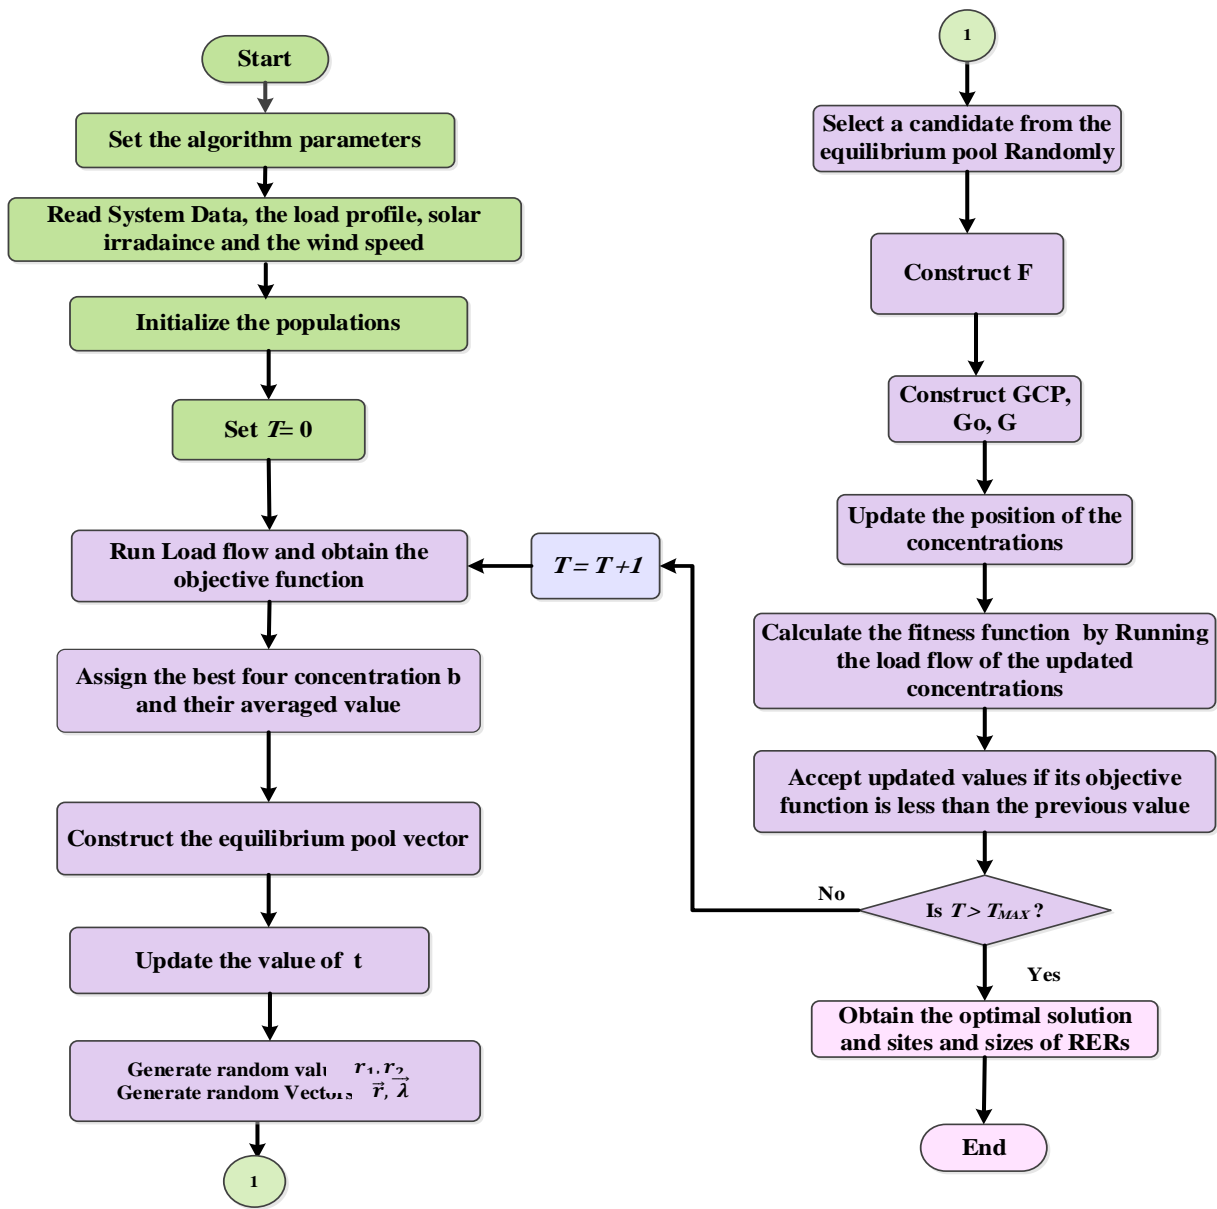 Start
Set the algorithm parameters
Read System Data, the load profile, solar
irradaince and the wind speed
Initialize the populations
Set T= 0
Run Load flow and obtain the
objective function
Assign the best four concentration b
and their averaged value
Construct the equilibrium pool vector
Update the value of t
Generate random r₁, r₂
Generate random Vectors r⃗, λ⃗
1
T = T+1
1
Select a candidate from the
equilibrium pool Randomly
Construct F
Construct GCP,
Go, G
Update the position of the
concentrations
Calculate the fitness function by Running
the load flow of the updated
concentrations
Accept updated values if its objective
function is less than the previous value
Is T > T_MAX ?
No
Yes
Obtain the optimal solution
and sites and sizes of RERs
End